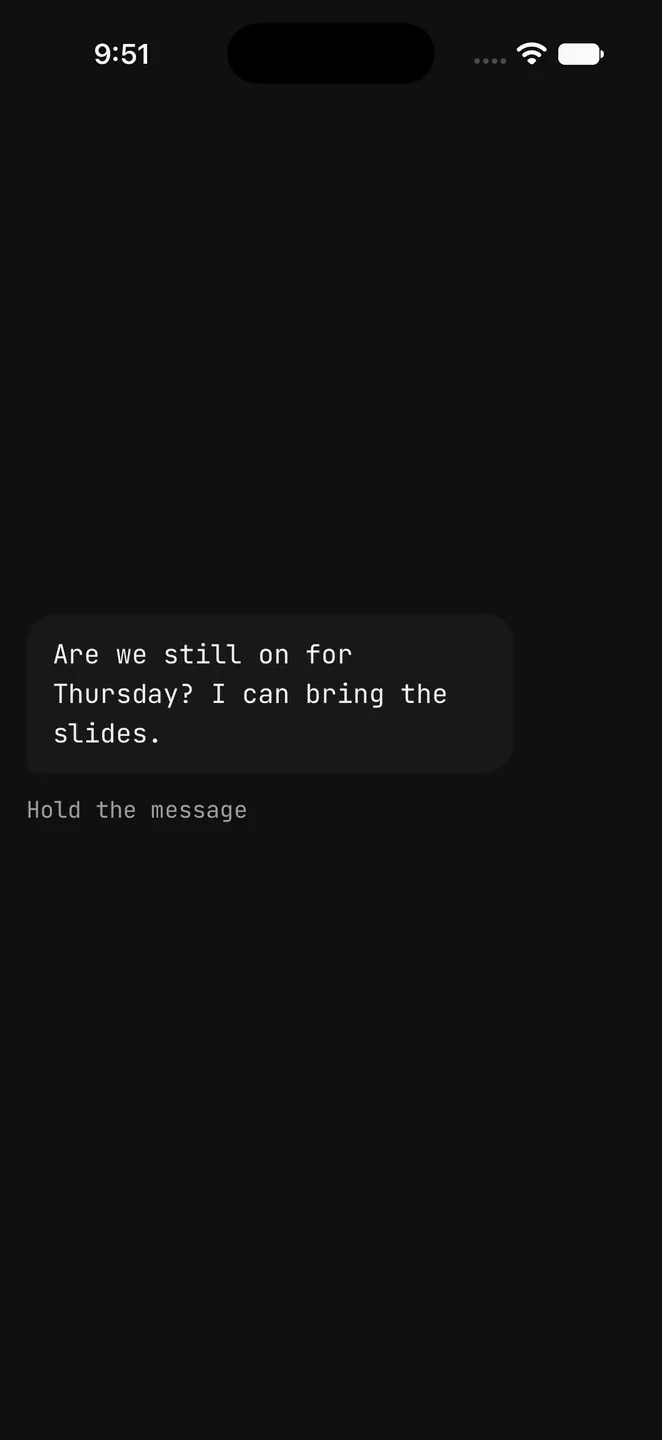 9:51
Are we still on for
Thursday? I can bring the
slides.
Hold the message